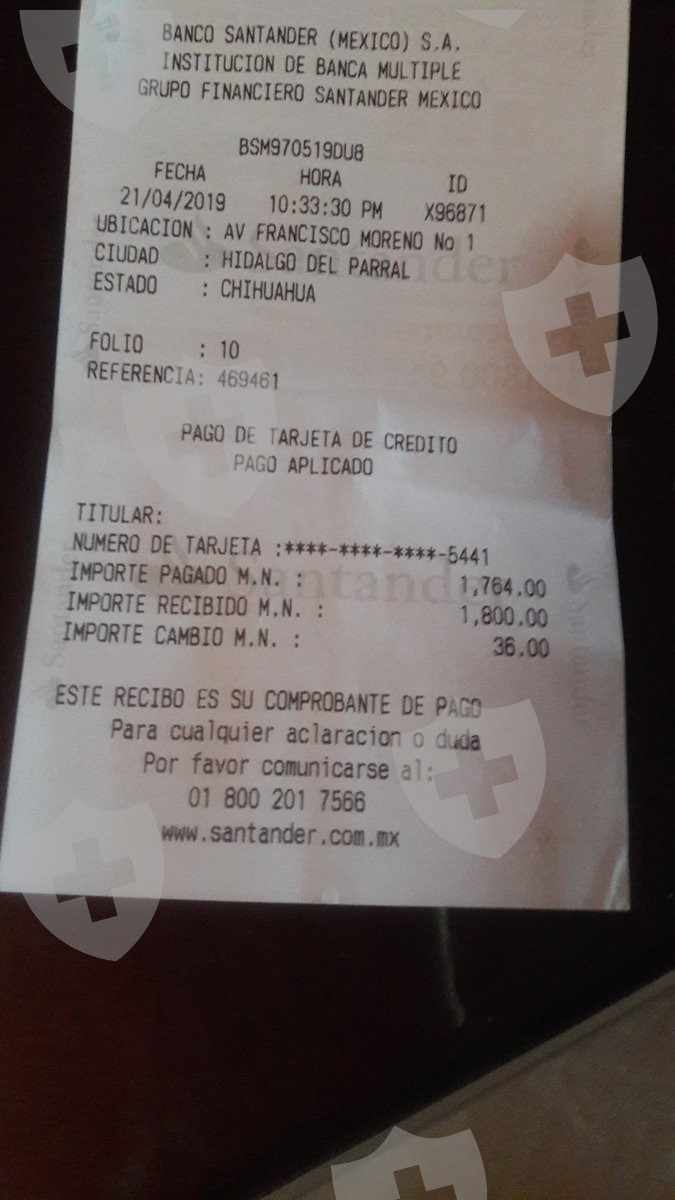 BANCO SANTANDER (MEXICO) S.A.
INSTITUCION DE BANCA MULTIPLE
GRUPO FINANCIERO SANTANDER MEXICO
BSM970519DU8
FECHA HORA ID
21/04/2019 10:33:30 PM X96871
UBICACION : AV FRANCISCO MORENO No 1
CIUDAD : HIDALGO DEL PARRAL
ESTADO : CHIHUAHUA
FOLIO : 10
REFERENCIA: 469461
PAGO DE TARJETA DE CREDITO
PAGO APLICADO
TITULAR:
NUMERO DE TARJETA :****-****-****-5441
IMPORTE PAGADO M.N. : 1,764.00
IMPORTE RECIBIDO M.N. : 1,800.00
IMPORTE CAMBIO M.N. : 36.00
ESTE RECIBO ES SU COMPROBANTE DE PAGO
Para cualquier aclaracion o duda
Por favor comunicarse al:
01 800 201 7566
www.santander.com.mx